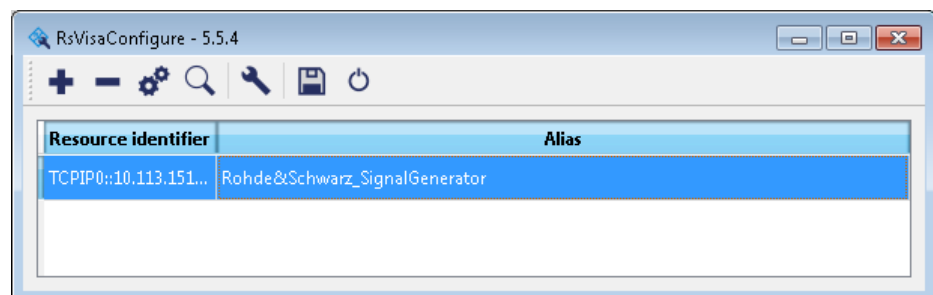 RsVisaConfigure - 5.5.4
Resource identifier Alias
TCPIP0::10.113.151... Rohde&Schwarz_SignalGenerator